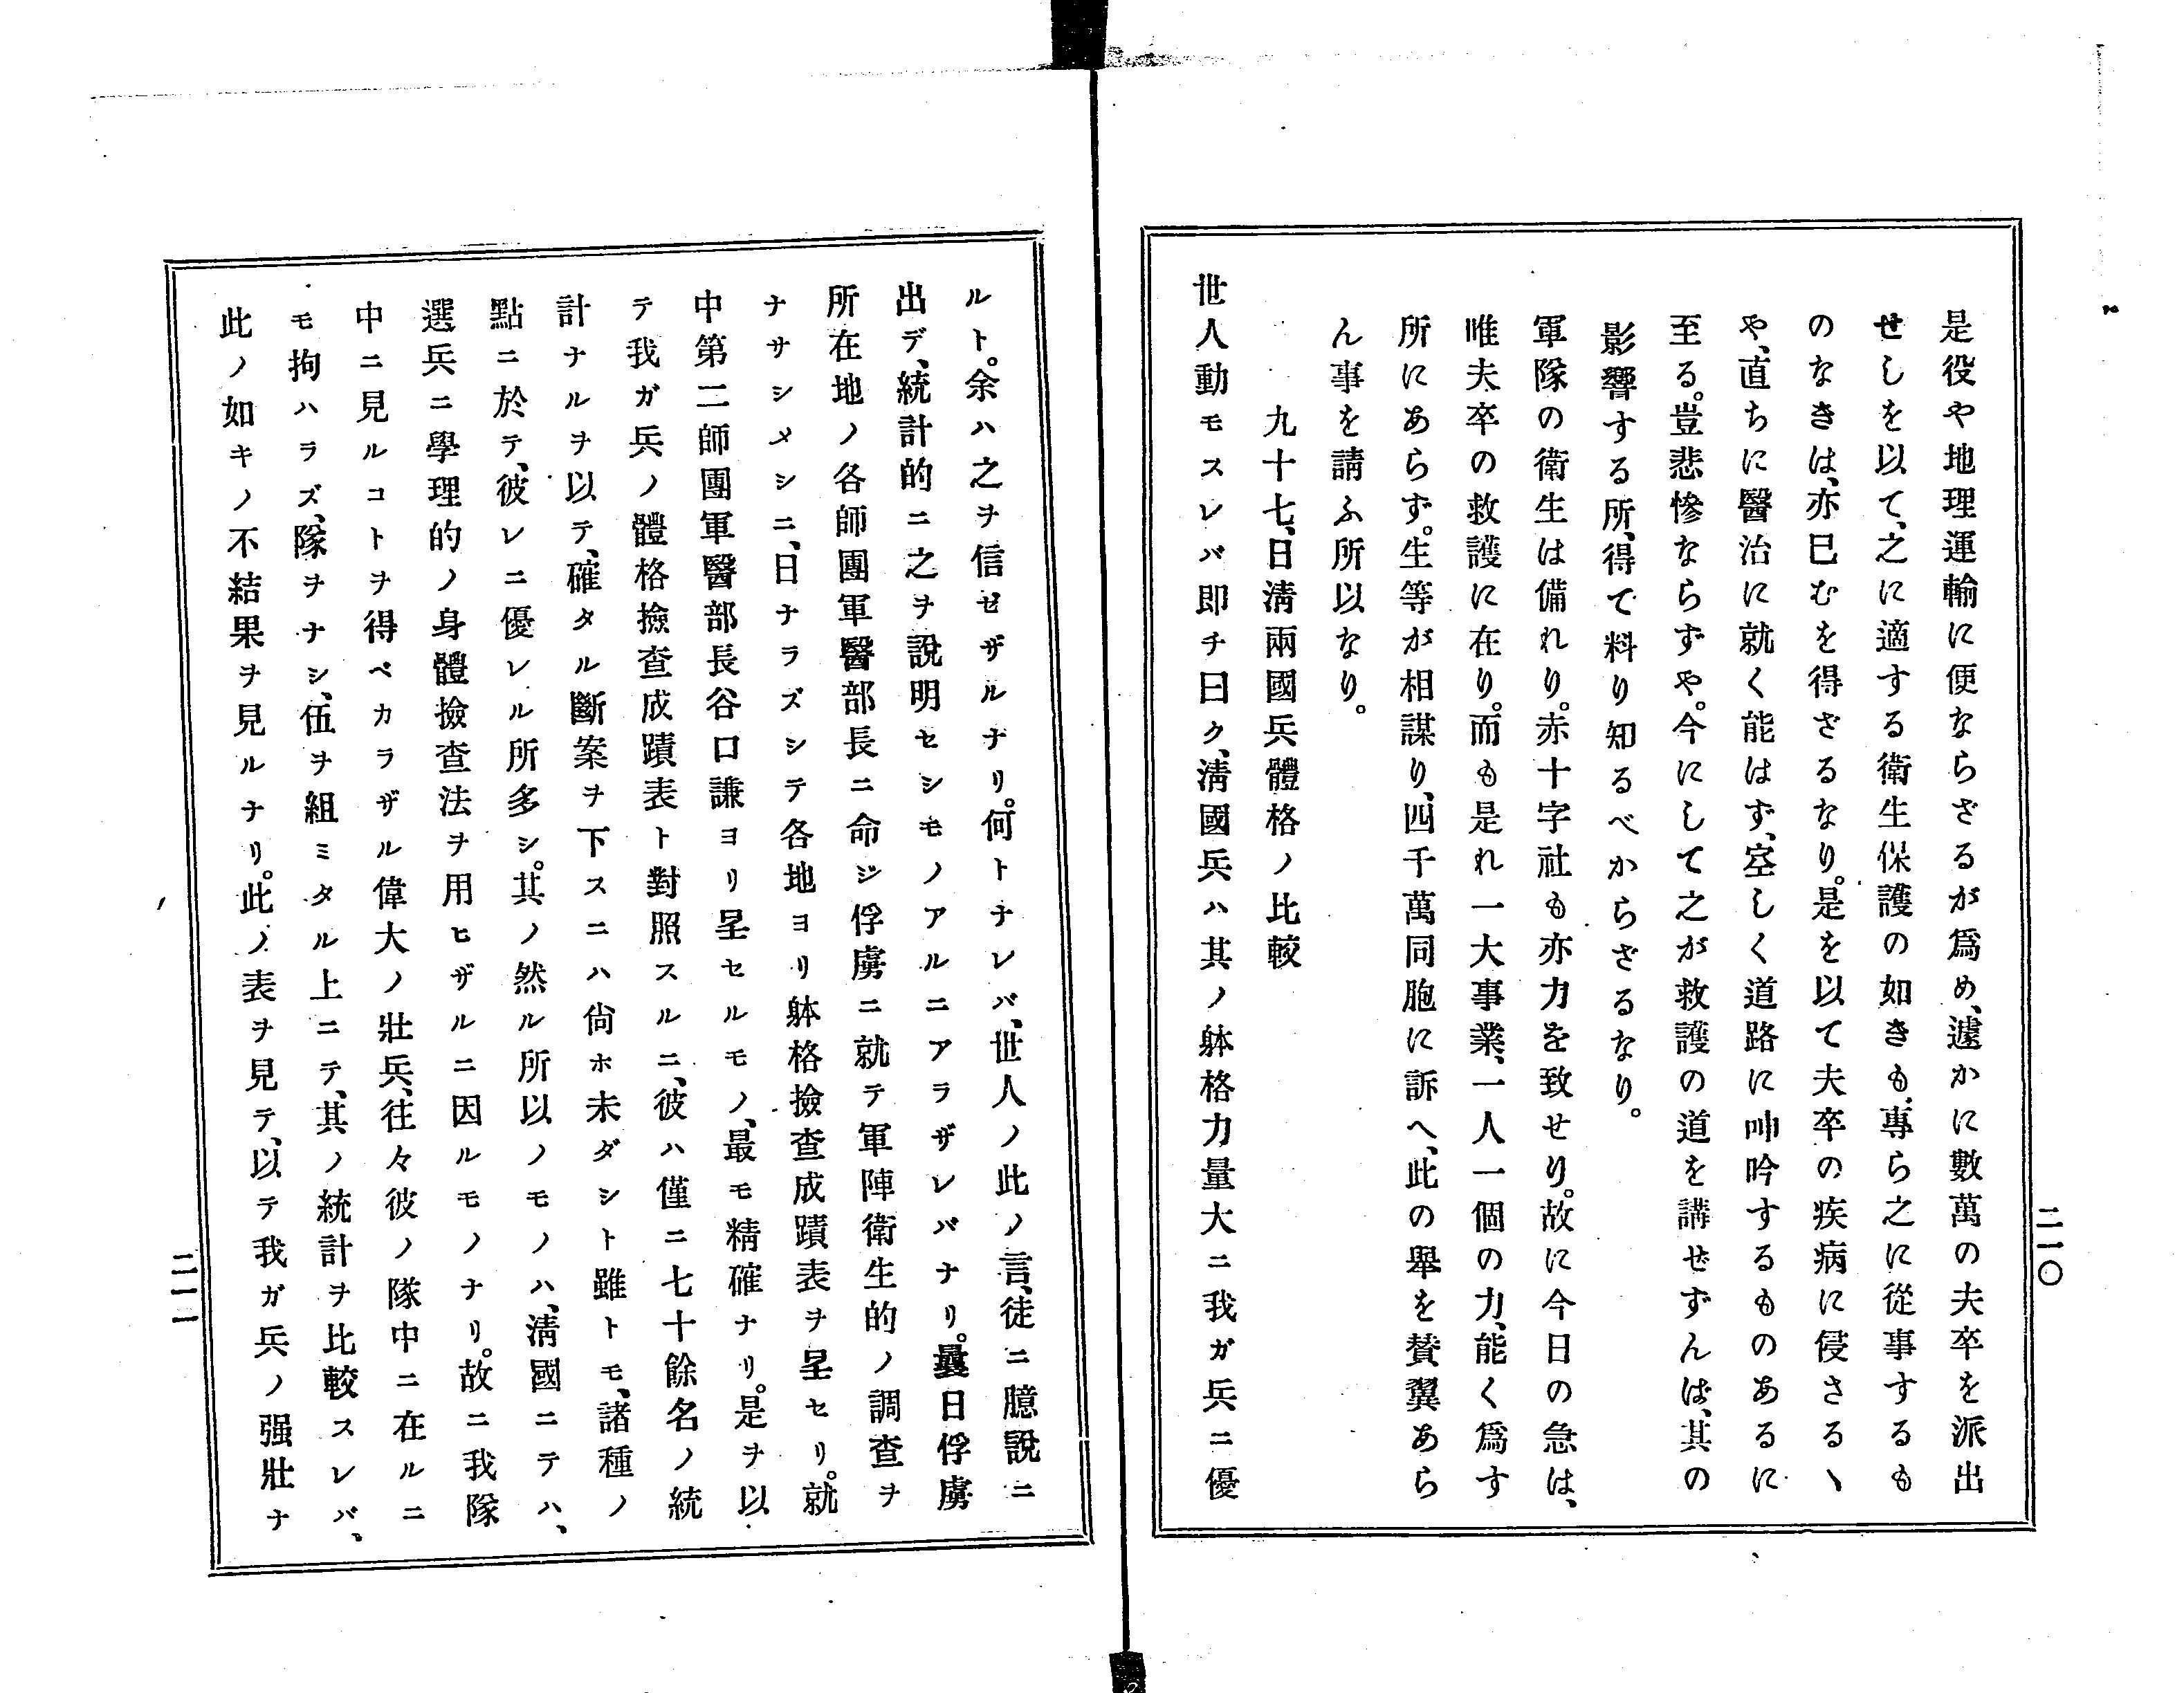 是役や地理運輸に便ならざるが爲め、遽かに數萬の夫卒を派出
せしを以て、之に適する衛生保護の如きも、專ら之に從事するも
のなきは、亦已むを得ざるなり。是を以て夫卒の疾病に侵さるヽ
や、直ちに醫治に就く能はず、空しく道路に呻吟するものあるに
至る。豈悲慘ならずや。今にして之が救護の道を講せずんは、其の
影響する所、得て料り知るべからざるなり。
軍隊の衛生は備れり。赤十字社も亦力を致せり。故に今日の急は、
唯夫卒の救護に在り。而も是れ一大事業、一人一個の力、能く爲す
所にあらず。生等が相謀り、四千萬同胞に訴へ、此の舉を賛翼あら
ん事を請ふ所以なり。
九十七、日淸兩國兵體格ノ比較
世人動モスレバ即チ曰ク、淸國兵ハ其ノ躰格力量大ニ我ガ兵ニ優
二一〇
ルト。余ハ之ヲ信ゼザルナリ。何トナレバ、世人ノ此ノ言、徒ニ臆說ニ
出デ、統計的ニ之ヲ說明セシモノアルニアラザレバナリ。曩日俘虜
所在地ノ各師團軍醫部長ニ命ジ俘虜ニ就テ軍陣衛生的ノ調查ヲ
ナサシメシニ、日ナラズシテ各地ヨリ躰格撿查成蹟表ヲ呈セリ。就
中第二師團軍醫部長谷口謙ヨリ呈セルモノ、最モ精確ナリ。是ヲ以
テ我ガ兵ノ體格撿查成蹟表ト對照スルニ、彼ハ僅ニ七十餘名ノ統
計ナルヲ以テ、確タル斷案ヲ下スニハ尙ホ未ダシト雖トモ、諸種ノ
點ニ於テ、彼レニ優レル所多シ。其ノ然ル所以ノモノハ、淸國ニテハ、
選兵ニ學理的ノ身體撿查法ヲ用ヒザルニ因ルモノナリ。故ニ我隊
中ニ見ルコトヲ得ベカラザル偉大ノ壯兵、往々彼ノ隊中ニ在ルニ
モ拘ハラズ、隊ヲナシ、伍ヲ組ミタル上ニテ、其ノ統計ヲ比較スレバ、
此ノ如キノ不結果ヲ見ルナリ。此ノ表ヲ見テ、以テ我ガ兵ノ强壯ナ
二一一